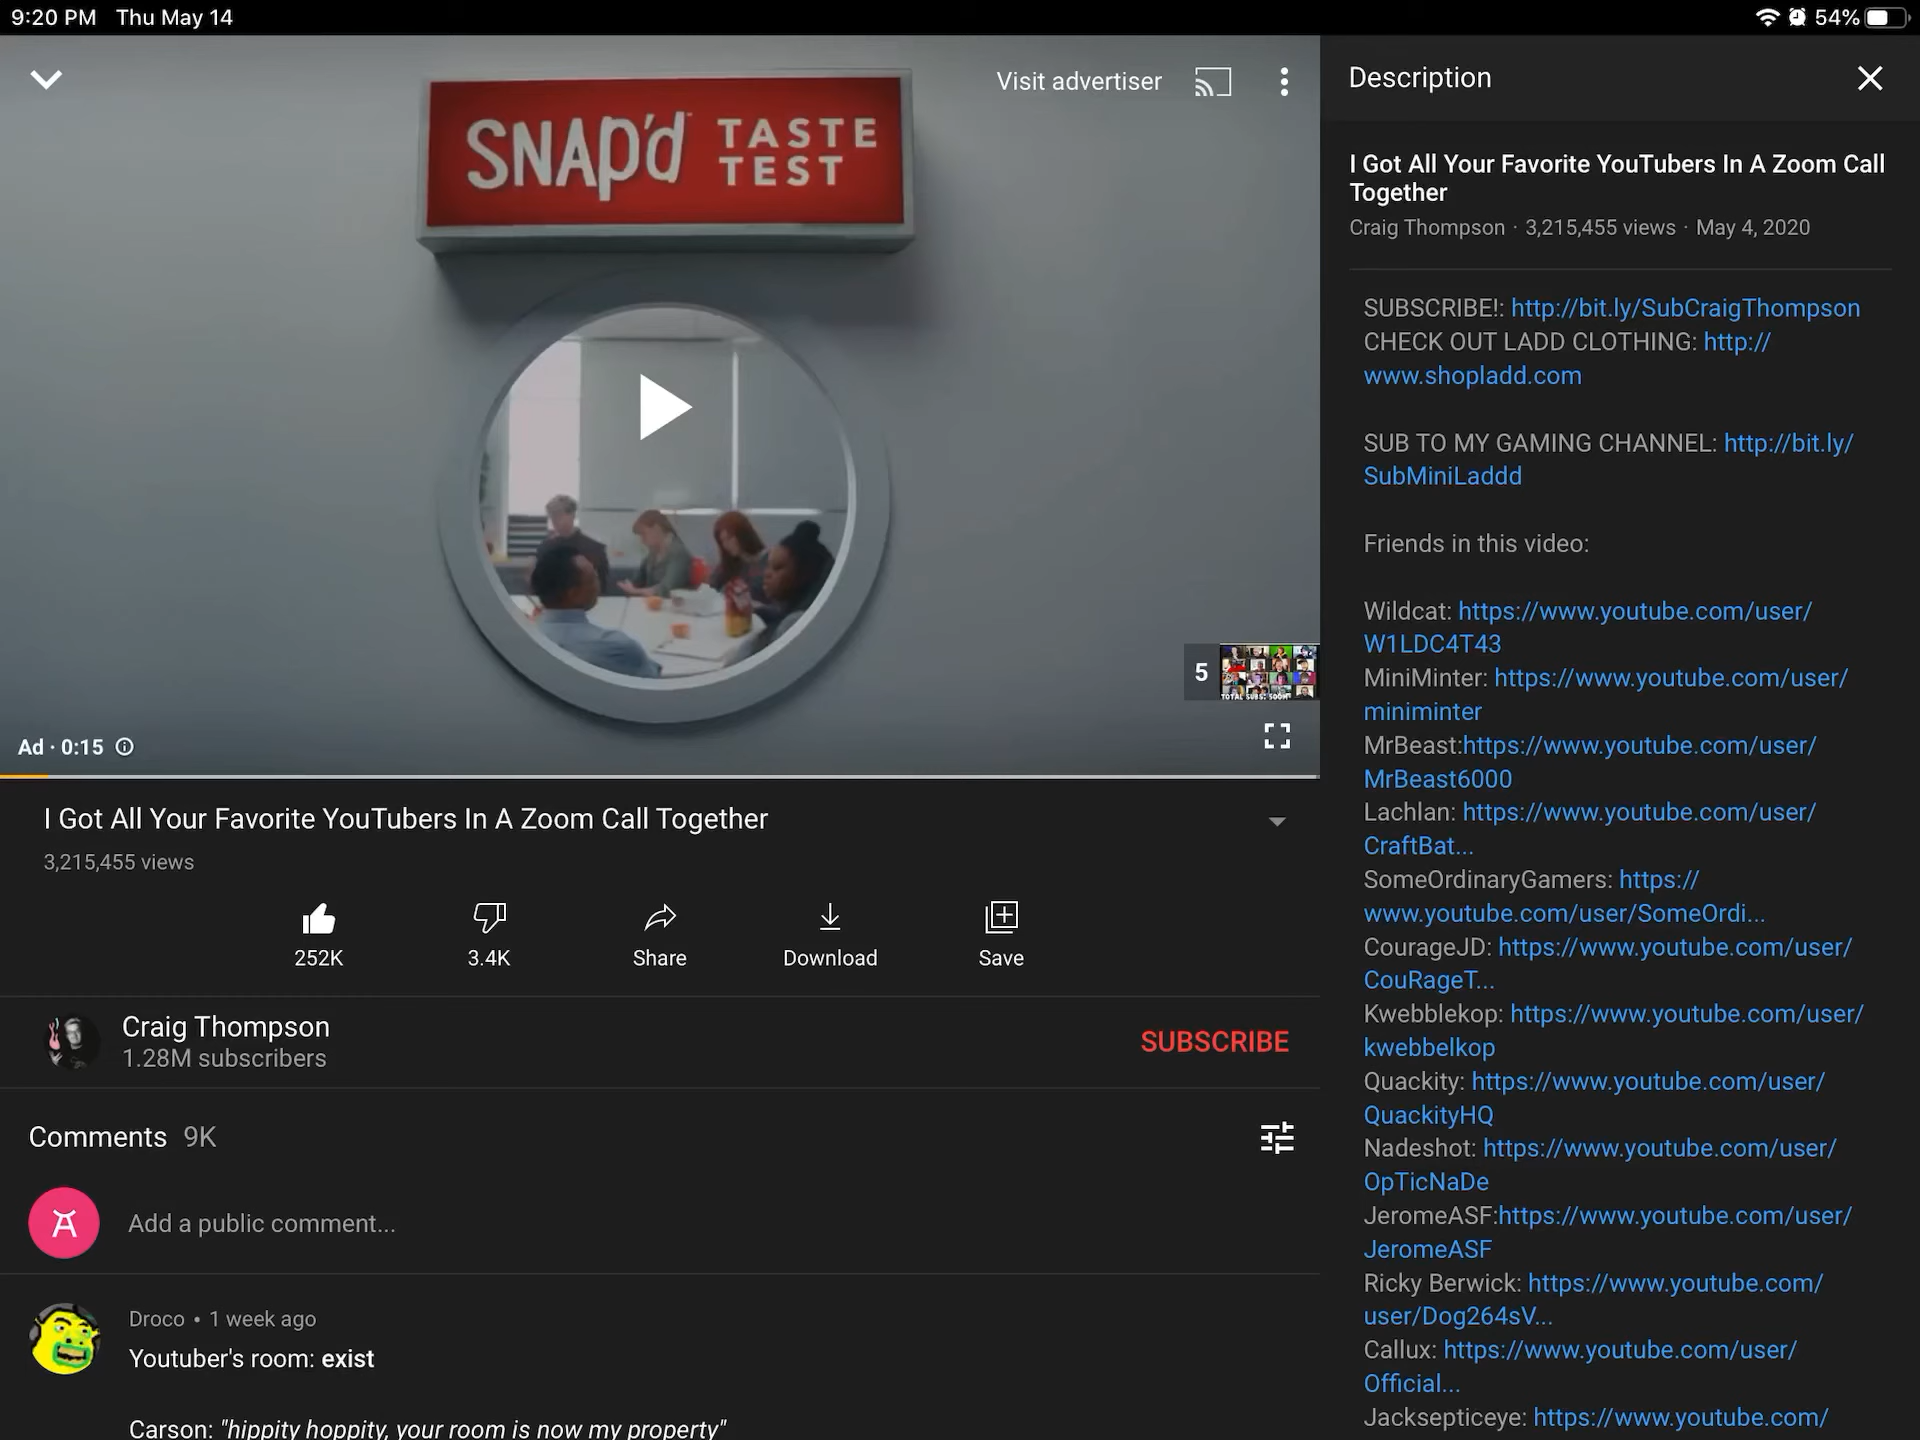 9:20 PM Thu May 14
54%
Visit advertiser
SNAP'd TASTE
TEST
5
TOTAL SUBS: 500M
Ad · 0:15
I Got All Your Favorite YouTubers In A Zoom Call Together
3,215,455 views
252K
3.4K
Share
Download
Save
Craig Thompson
1.28M subscribers
SUBSCRIBE
Comments 9K
Add a public comment...
Droco • 1 week ago
Youtuber's room: exist
Carson: "hippity hoppity, your room is now my property"
Description
I Got All Your Favorite YouTubers In A Zoom Call
Together
Craig Thompson · 3,215,455 views · May 4, 2020
SUBSCRIBE!: http://bit.ly/SubCraigThompson
CHECK OUT LADD CLOTHING: http://
www.shopladd.com
SUB TO MY GAMING CHANNEL: http://bit.ly/
SubMiniLaddd
Friends in this video:
Wildcat: https://www.youtube.com/user/
W1LDC4T43
MiniMinter: https://www.youtube.com/user/
miniminter
MrBeast:https://www.youtube.com/user/
MrBeast6000
Lachlan: https://www.youtube.com/user/
CraftBat...
SomeOrdinaryGamers: https://
www.youtube.com/user/SomeOrdi...
CourageJD: https://www.youtube.com/user/
CouRageT...
Kwebblekop: https://www.youtube.com/user/
kwebbelkop
Quackity: https://www.youtube.com/user/
QuackityHQ
Nadeshot: https://www.youtube.com/user/
OpTicNaDe
JeromeASF:https://www.youtube.com/user/
JeromeASF
Ricky Berwick: https://www.youtube.com/
user/Dog264sV...
Callux: https://www.youtube.com/user/
Official...
Jacksepticeye: https://www.youtube.com/